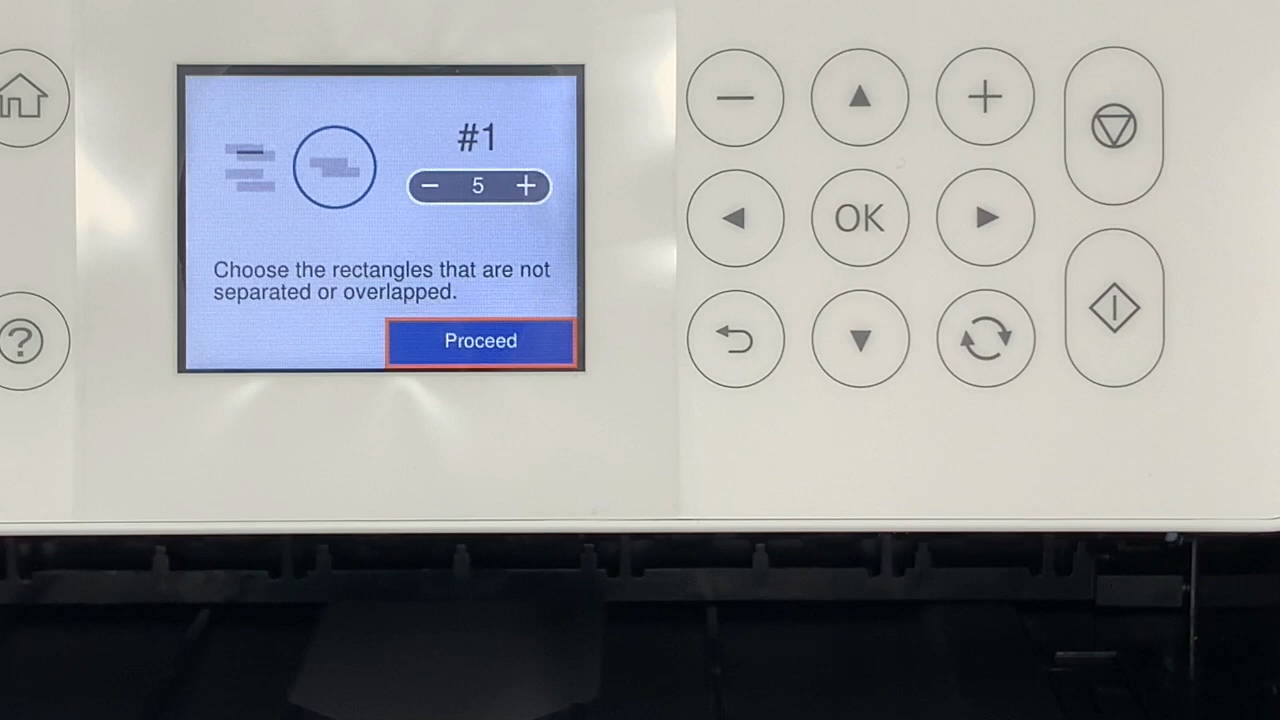 #1
− 5 +
Choose the rectangles that are not
separated or overlapped.
Proceed
OK
?